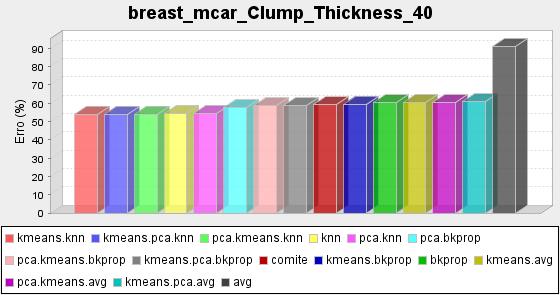 breast_mcar_Clump_Thickness_40
Erro (%)
90
80
70
60
50
40
30
20
10
0
kmeans.knn kmeans.pca.knn pca.kmeans.knn knn pca.knn pca.bkprop
pca.kmeans.bkprop kmeans.pca.bkprop comite kmeans.bkprop bkprop kmeans.avg
pca.kmeans.avg kmeans.pca.avg avg